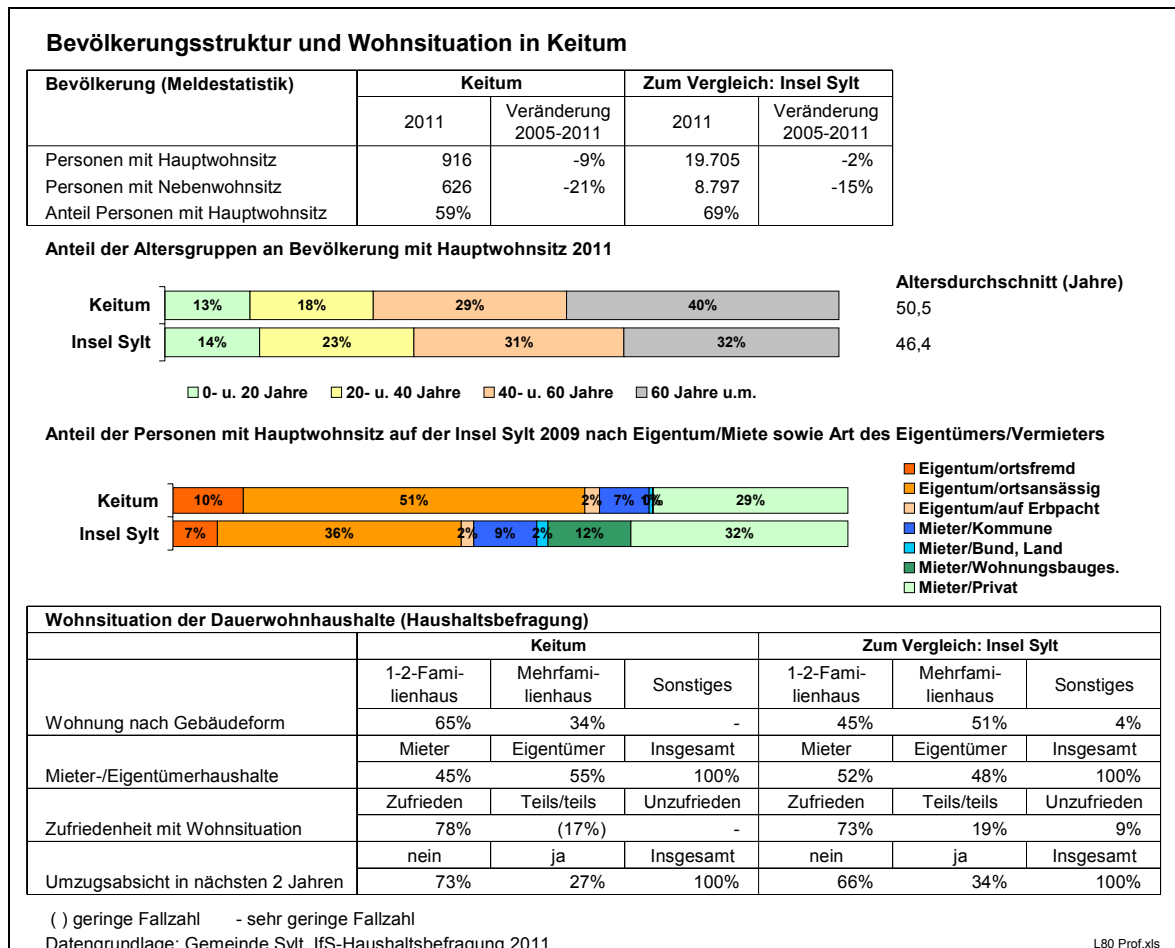 Bevölkerungsstruktur und Wohnsituation in Keitum
Bevölkerung (Meldestatistik) Keitum Zum Vergleich: Insel Sylt
2011 Veränderung 2005-2011 2011 Veränderung 2005-2011
Personen mit Hauptwohnsitz 916 -9% 19.705 -2%
Personen mit Nebenwohnsitz 626 -21% 8.797 -15%
Anteil Personen mit Hauptwohnsitz 59% 69%
Anteil der Altersgruppen an Bevölkerung mit Hauptwohnsitz 2011
Altersdurchschnitt (Jahre)
Keitum 13% 18% 29% 40% 50,5
Insel Sylt 14% 23% 31% 32% 46,4
0- u. 20 Jahre 20- u. 40 Jahre 40- u. 60 Jahre 60 Jahre u.m.
Anteil der Personen mit Hauptwohnsitz auf der Insel Sylt 2009 nach Eigentum/Miete sowie Art des Eigentümers/Vermieters
Keitum 10% 51% 2% 7% 1% 0% 29%
Insel Sylt 7% 36% 2% 9% 2% 12% 32%
Eigentum/ortsfremd
Eigentum/ortsansässig
Eigentum/auf Erbpacht
Mieter/Kommune
Mieter/Bund, Land
Mieter/Wohnungsbauges.
Mieter/Privat
Wohnsituation der Dauerwohnhaushalte (Haushaltsbefragung)
Keitum Zum Vergleich: Insel Sylt
1-2-Fami- Mehrfami- Sonstiges 1-2-Fami- Mehrfami- Sonstiges
lienhaus lienhaus lienhaus lienhaus
Wohnung nach Gebäudeform 65% 34% - 45% 51% 4%
Mieter Eigentümer Insgesamt Mieter Eigentümer Insgesamt
Mieter-/Eigentümerhaushalte 45% 55% 100% 52% 48% 100%
Zufrieden Teils/teils Unzufrieden Zufrieden Teils/teils Unzufrieden
Zufriedenheit mit Wohnsituation 78% (17%) - 73% 19% 9%
nein ja Insgesamt nein ja Insgesamt
Umzugsabsicht in nächsten 2 Jahren 73% 27% 100% 66% 34% 100%
( ) geringe Fallzahl - sehr geringe Fallzahl
Datengrundlage: Gemeinde Sylt, IfS-Haushaltsbefragung 2011
L80 Prof.xls